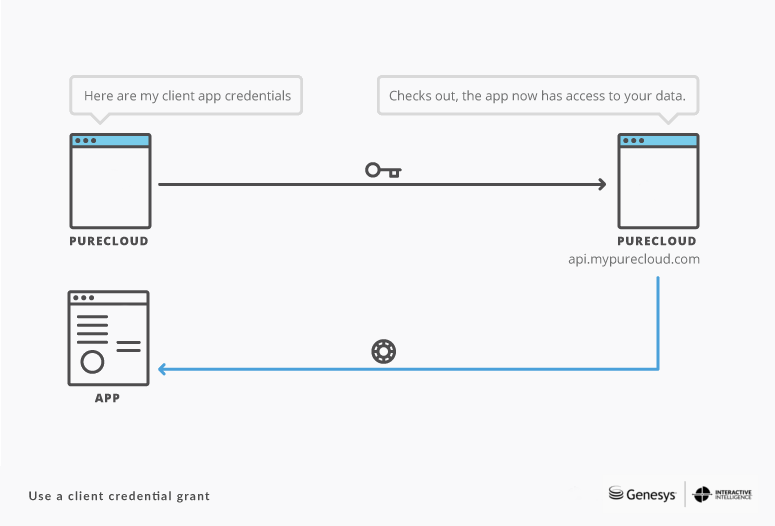 Here are my client app credentials
Checks out, the app now has access to your data.
PURECLOUD
PURECLOUD
api.mypurecloud.com
APP
Use a client credential grant
Genesys
INTERACTIVE
INTELLIGENCE